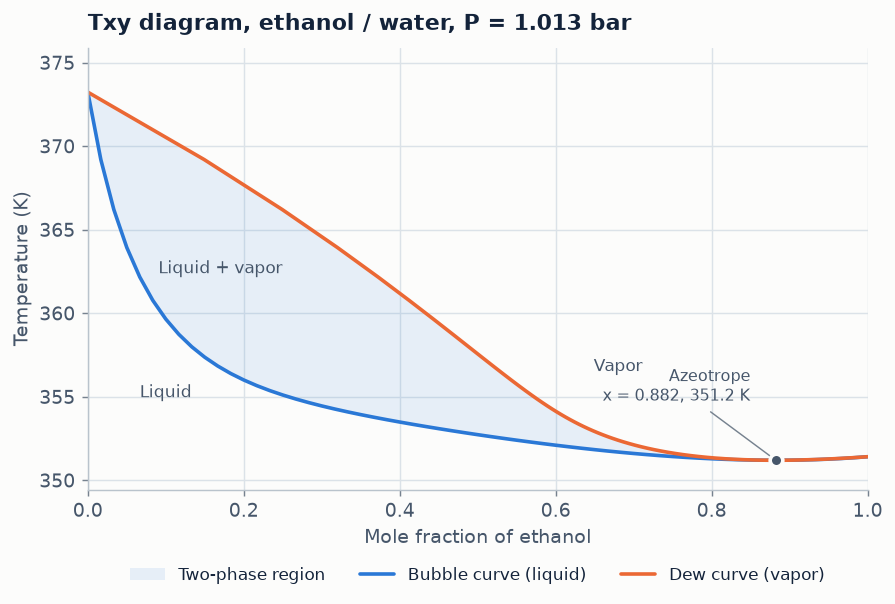 Txy diagram, ethanol / water, P = 1.013 bar
Temperature (K)
375
370
365
360
355
350
Liquid + vapor
Liquid
Vapor
Azeotrope
x = 0.882, 351.2 K
0.0 0.2 0.4 0.6 0.8 1.0
Mole fraction of ethanol
Two-phase region Bubble curve (liquid) Dew curve (vapor)